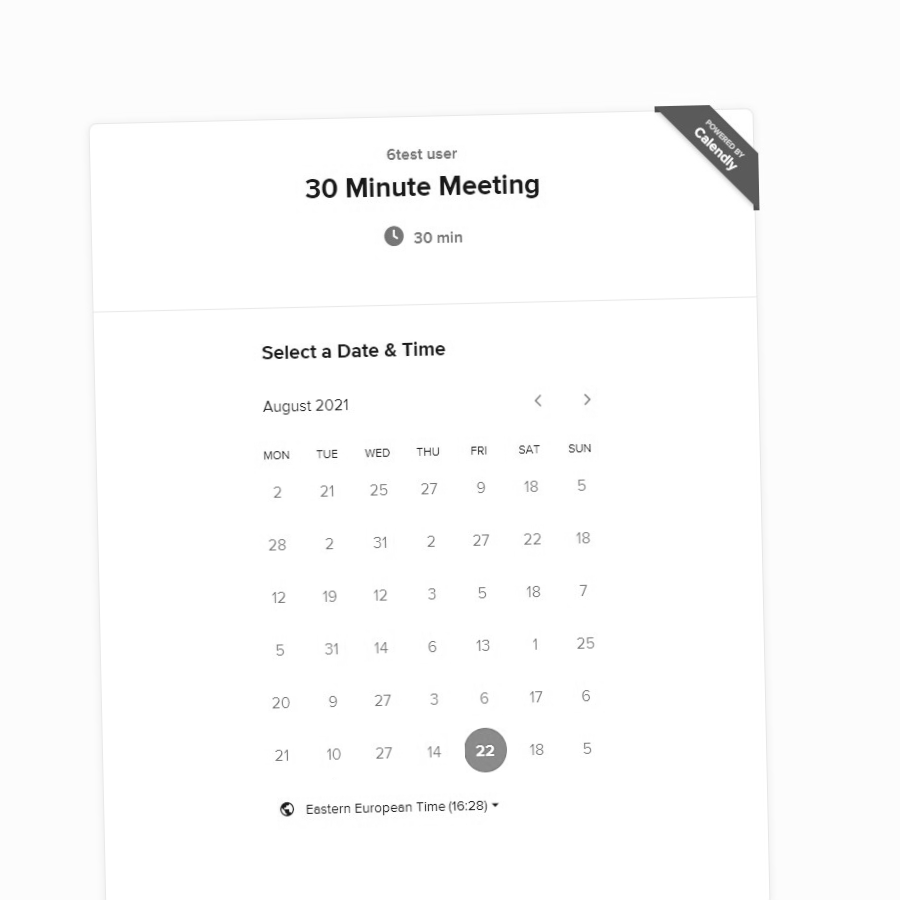 POWERED BY
Calendly
6test user
30 Minute Meeting
30 min
Select a Date & Time
August 2021
MON TUE WED THU FRI SAT SUN
2 21 25 27 9 18 5
28 2 31 2 27 22 18
12 19 12 3 5 18 7
5 31 14 6 13 1 25
20 9 27 3 6 17 6
21 10 27 14 22 18 5
Eastern European Time (16:28)